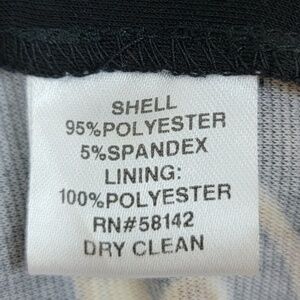 SHELL
95%POLYESTER
5%SPANDEX
LINING:
100%POLYESTER
RN#58142
DRY CLEAN